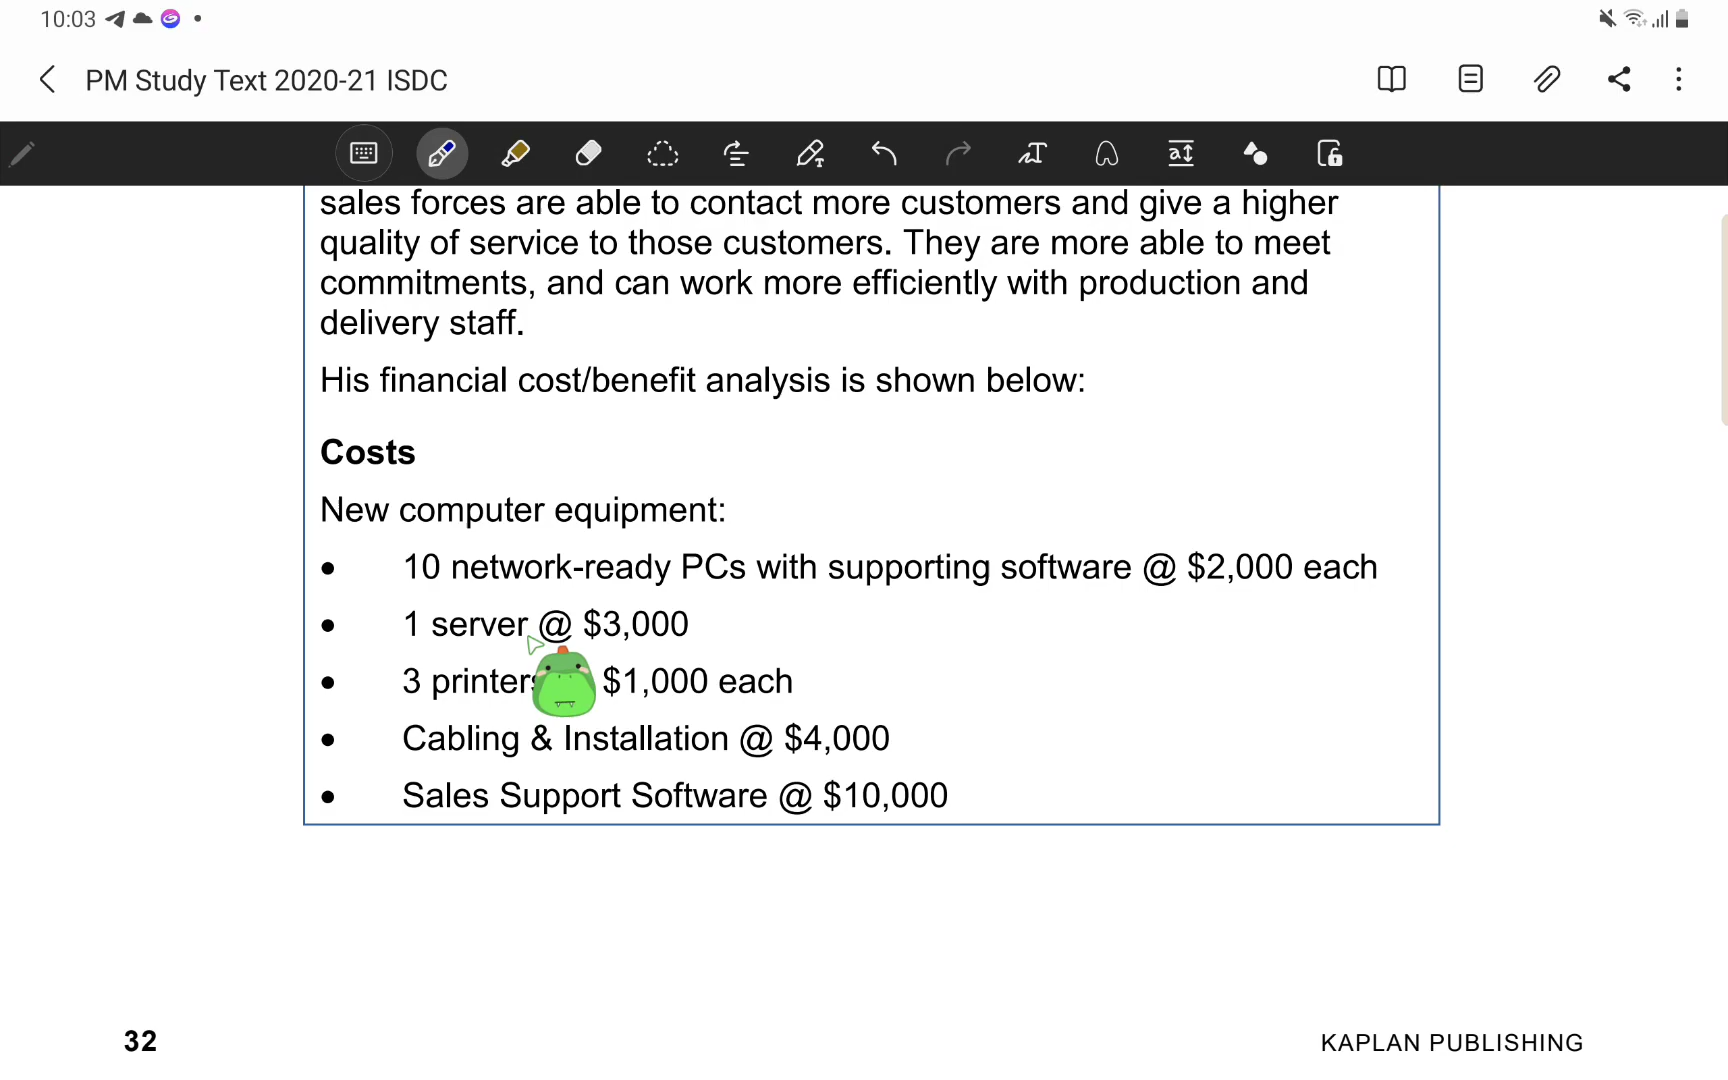 10:03
PM Study Text 2020-21 ISDC
sales forces are able to contact more customers and give a higher
quality of service to those customers. They are more able to meet
commitments, and can work more efficiently with production and
delivery staff.
His financial cost/benefit analysis is shown below:
Costs
New computer equipment:
• 10 network-ready PCs with supporting software @ $2,000 each
• 1 server @ $3,000
• 3 printers $1,000 each
• Cabling & Installation @ $4,000
• Sales Support Software @ $10,000
32
KAPLAN PUBLISHING